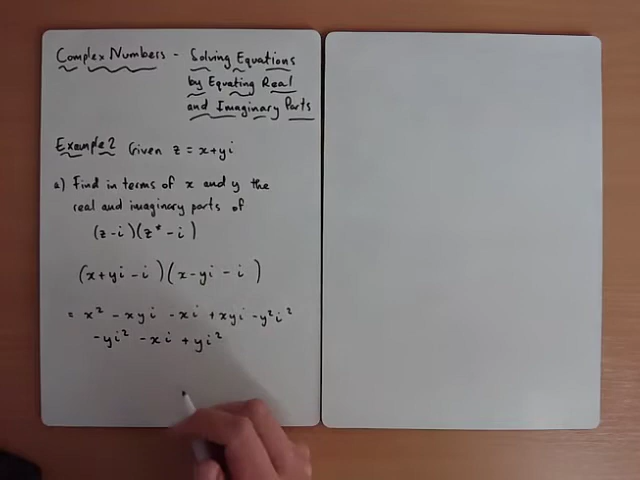 Complex Numbers - Solving Equations
by Equating Real
and Imaginary Parts
Example 2 Given z = x+yi
a) Find in terms of x and y the
real and imaginary parts of
(z-i)(z* - i)
(x+yi - i)(x-yi - i)
= x² - xyi - xi + xyi - y²i²
- yi² - xi + yi²